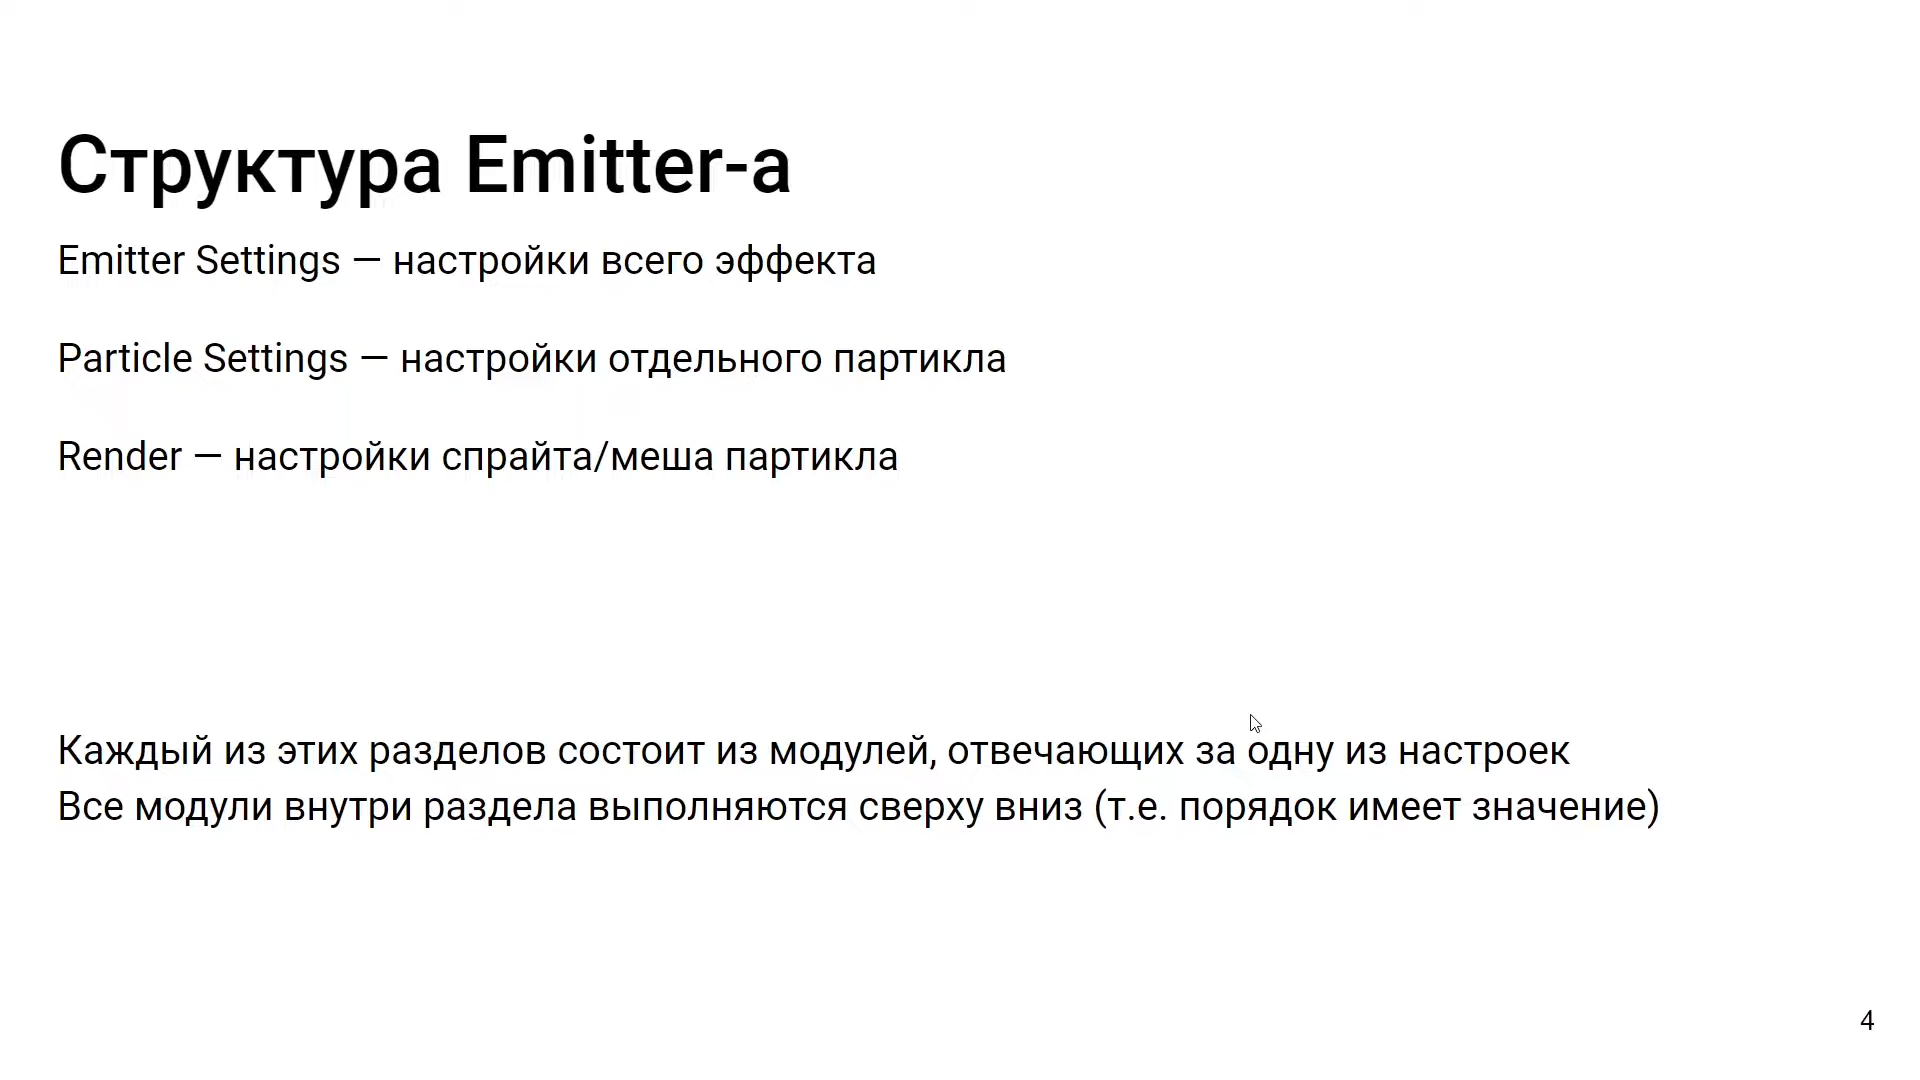 Структура Emitter-а
Emitter Settings — настройки всего эффекта
Particle Settings — настройки отдельного партикла
Render — настройки спрайта/меша партикла
Каждый из этих разделов состоит из модулей, отвечающих за одну из настроек
Все модули внутри раздела выполняются сверху вниз (т.е. порядок имеет значение)
4